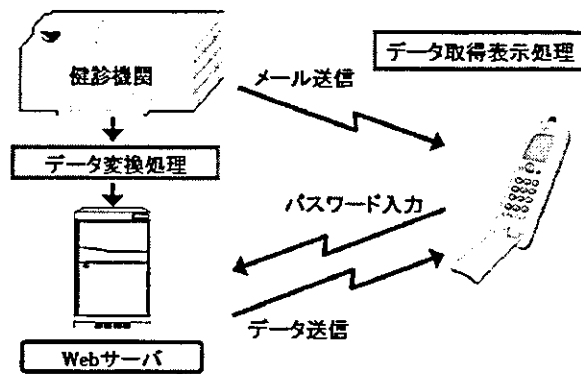 健診機関
データ取得表示処理
メール送信
データ変換処理
パスワード入力
データ送信
Webサーバ